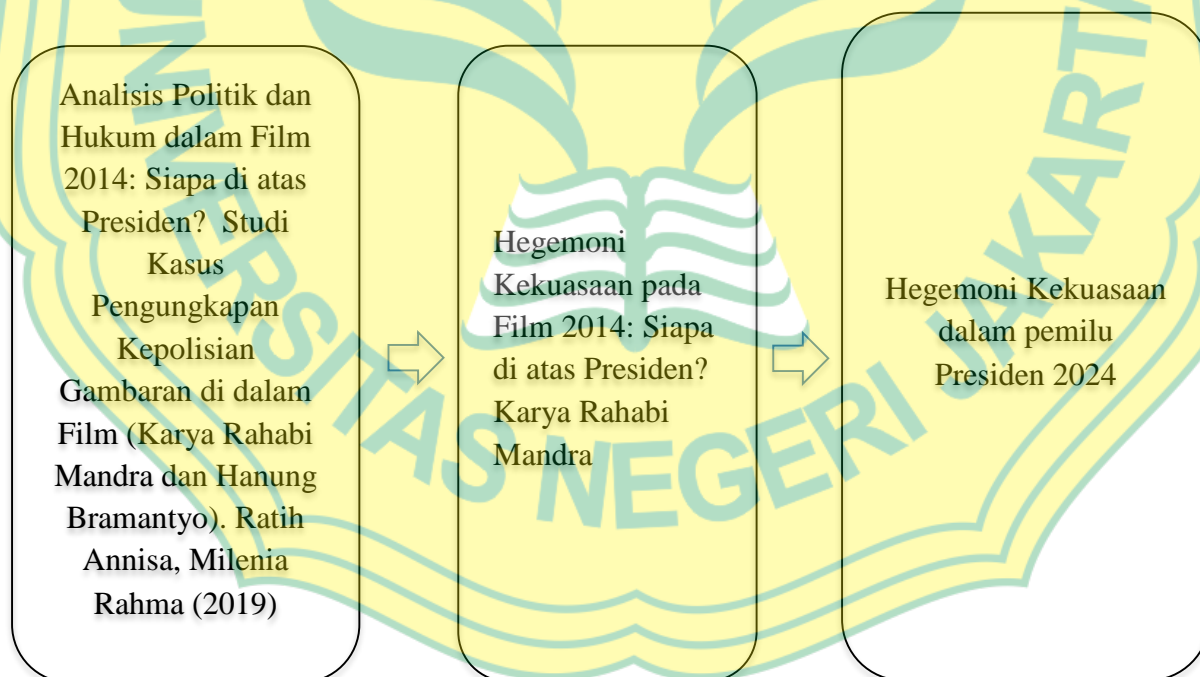 Analisis Politik dan
Hukum dalam Film
2014: Siapa di atas
Presiden? Studi
Kasus
Pengungkapan
Kepolisian
Gambaran di dalam
Film (Karya Rahabi
Mandra dan Hanung
Bramantyo). Ratih
Annisa, Milenia
Rahma (2019)
Hegemoni
Kekuasaan pada
Film 2014: Siapa
di atas Presiden?
Karya Rahabi
Mandra
Hegemoni Kekuasaan
dalam pemilu
Presiden 2024
NIVERSITAS NEGERI JAKART